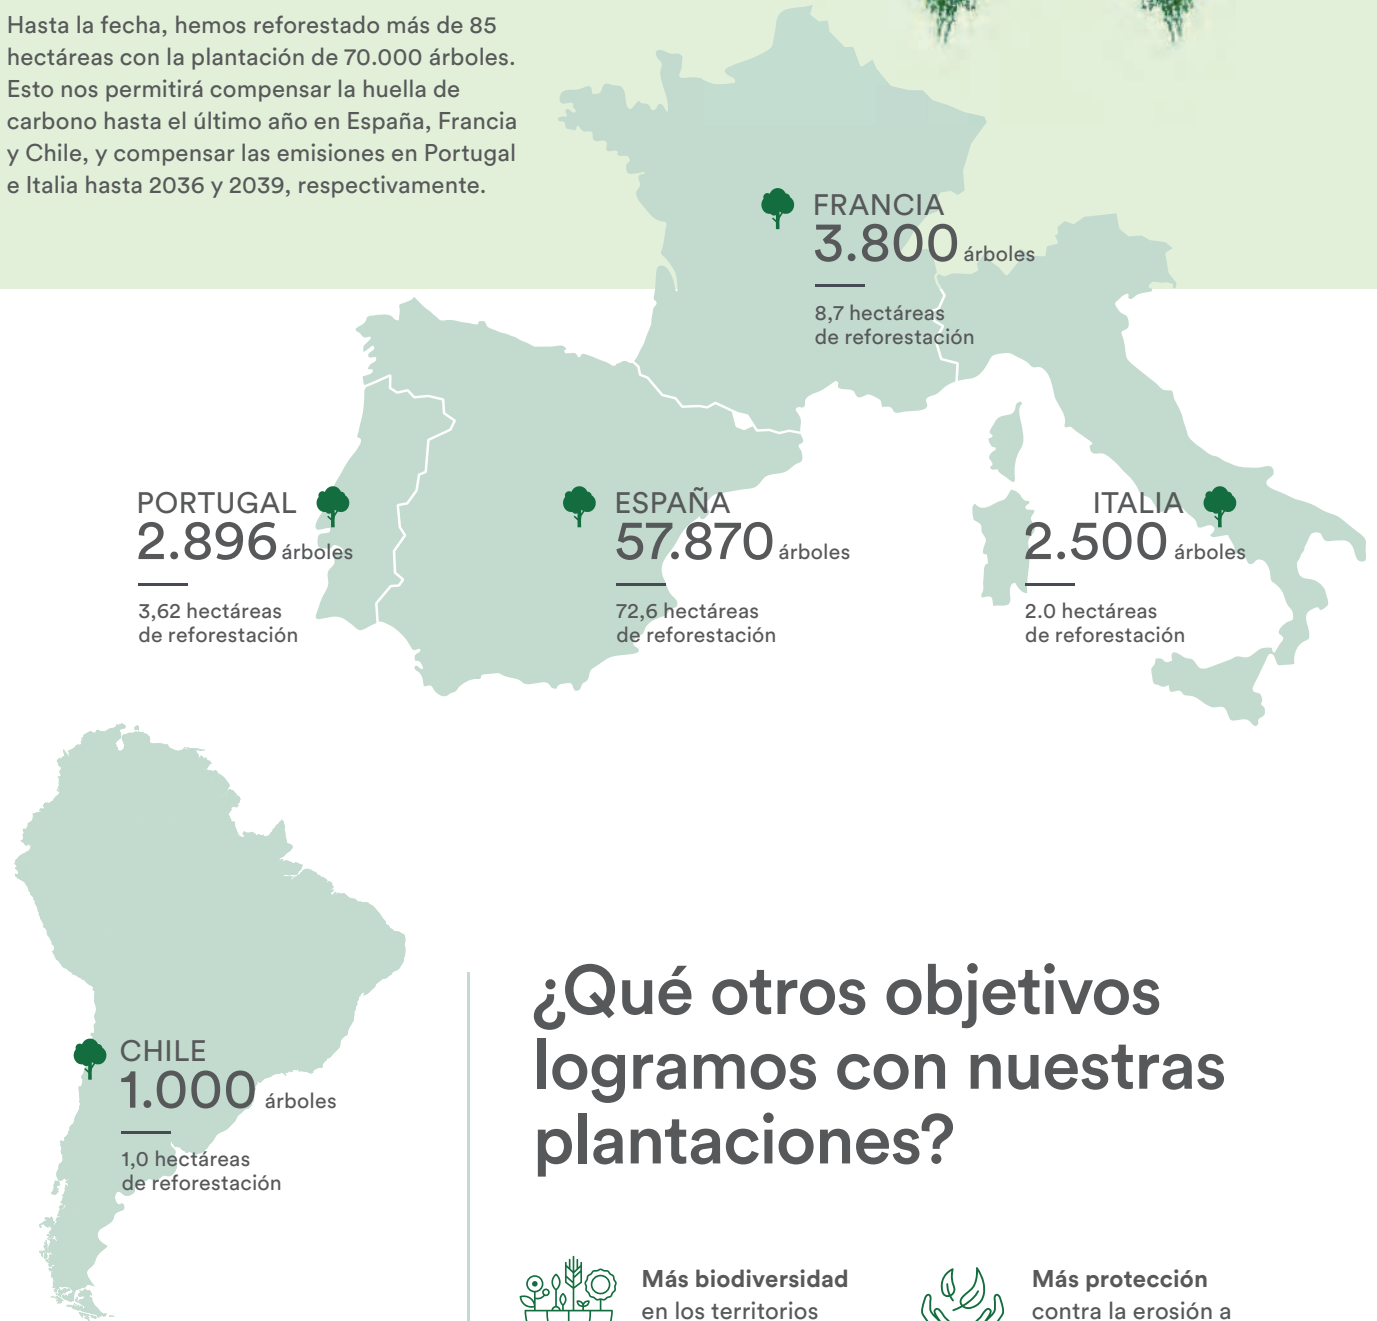 Hasta la fecha, hemos reforestado más de 85
hectáreas con la plantación de 70.000 árboles.
Esto nos permitirá compensar la huella de
carbono hasta el último año en España, Francia
y Chile, y compensar las emisiones en Portugal
e Italia hasta 2036 y 2039, respectivamente.
FRANCIA
3.800 árboles
8,7 hectáreas
de reforestación
PORTUGAL
2.896 árboles
3,62 hectáreas
de reforestación
ESPAÑA
57.870 árboles
72,6 hectáreas
de reforestación
ITALIA
2.500 árboles
2.0 hectáreas
de reforestación
CHILE
1.000 árboles
1,0 hectáreas
de reforestación
¿Qué otros objetivos
logramos con nuestras
plantaciones?
Más biodiversidad
en los territorios
Más protección
contra la erosión a